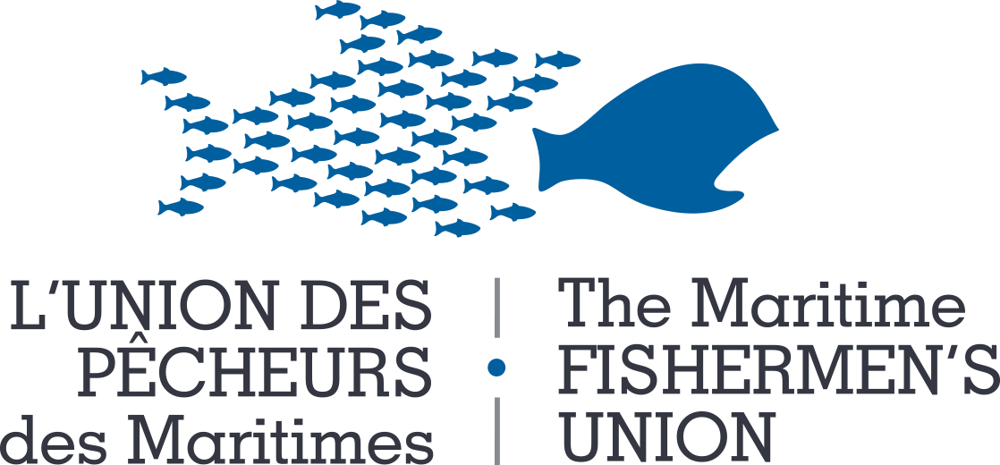 L'UNION DES
PÊCHEURS
des Maritimes
The Maritime
FISHERMEN'S
UNION